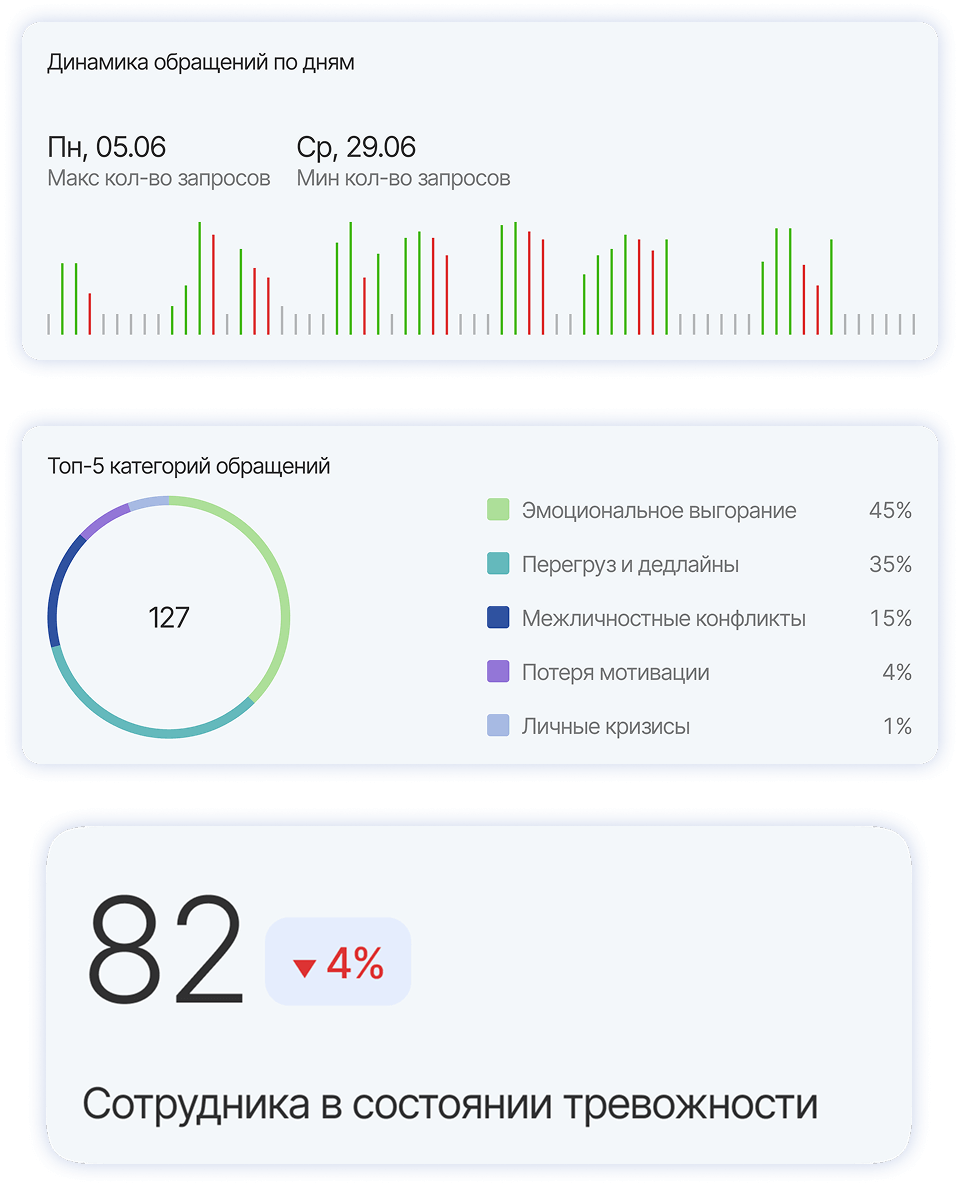 Динамика обращений по дням
Пн, 05.06
Макс кол-во запросов
Ср, 29.06
Мин кол-во запросов
Топ-5 категорий обращений
127
Эмоциональное выгорание 45%
Перегруз и дедлайны 35%
Межличностные конфликты 15%
Потеря мотивации 4%
Личные кризисы 1%
82 4%
Сотрудника в состоянии тревожности